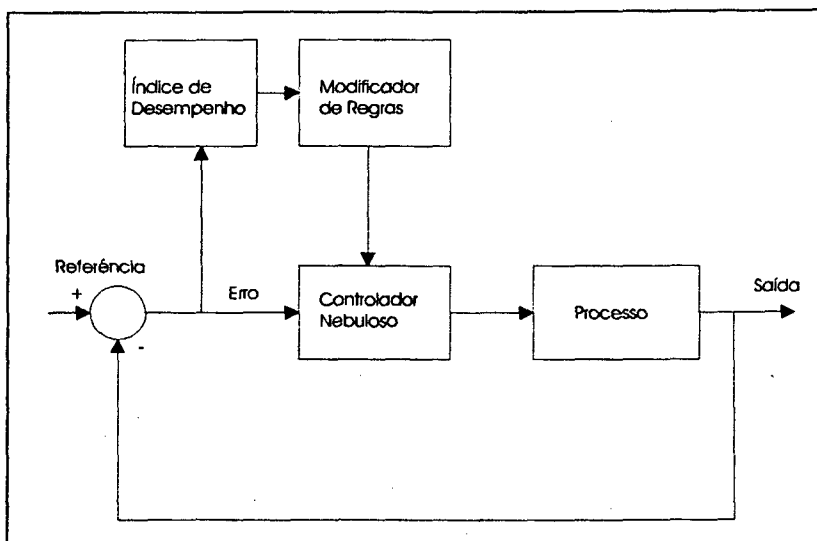 Índice de
Desempenho
Modificador
de Regras
Referência
+
-
Erro
Controlador
Nebuloso
Processo
Saída